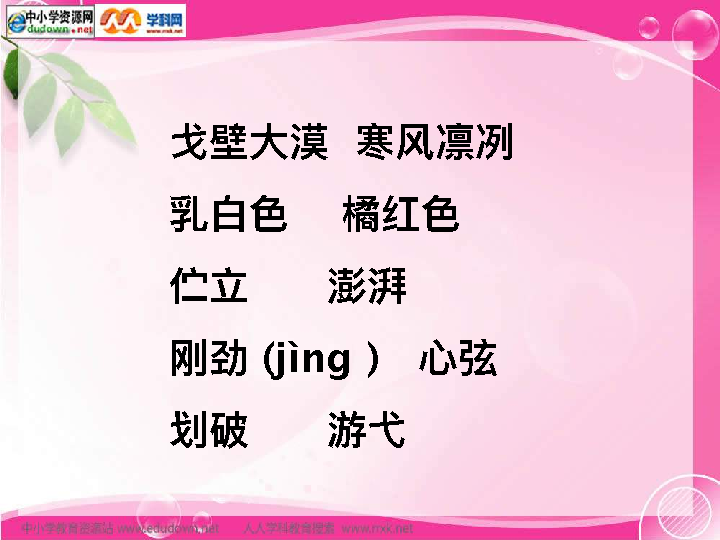 中小学资源网
dudown.net
学科网
www.nxk.net
戈壁大漠 寒风凛冽
乳白色 橘红色
伫立 澎湃
刚劲 (jìng ) 心弦
划破 游弋
中小学教育资源站 www.edudown.net 人人学科教育搜索 www.rrxk.net